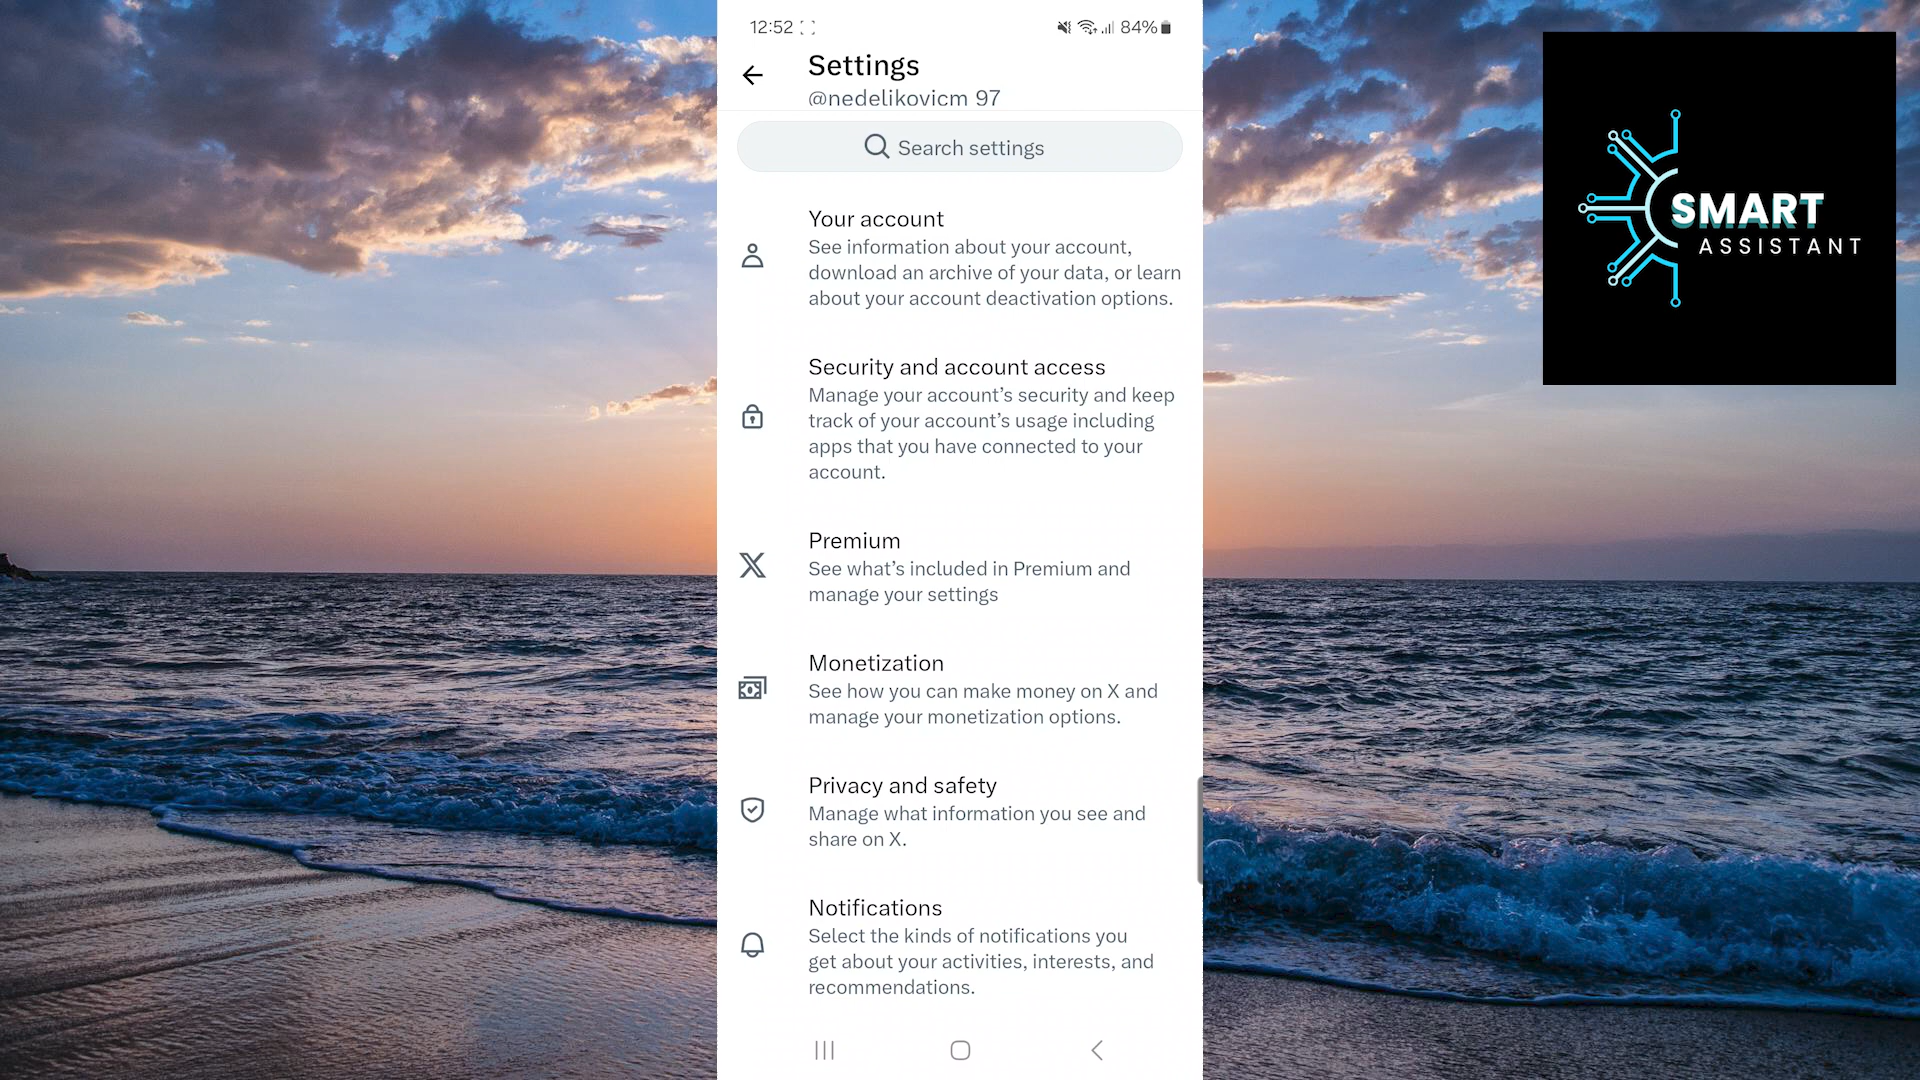 12:52
84%
Settings
@nedelikovicm 97
Search settings
Your account
See information about your account,
download an archive of your data, or learn
about your account deactivation options.
Security and account access
Manage your account’s security and keep
track of your account’s usage including
apps that you have connected to your
account.
Premium
See what’s included in Premium and
manage your settings
Monetization
See how you can make money on X and
manage your monetization options.
Privacy and safety
Manage what information you see and
share on X.
Notifications
Select the kinds of notifications you
get about your activities, interests, and
recommendations.
SMART
ASSISTANT